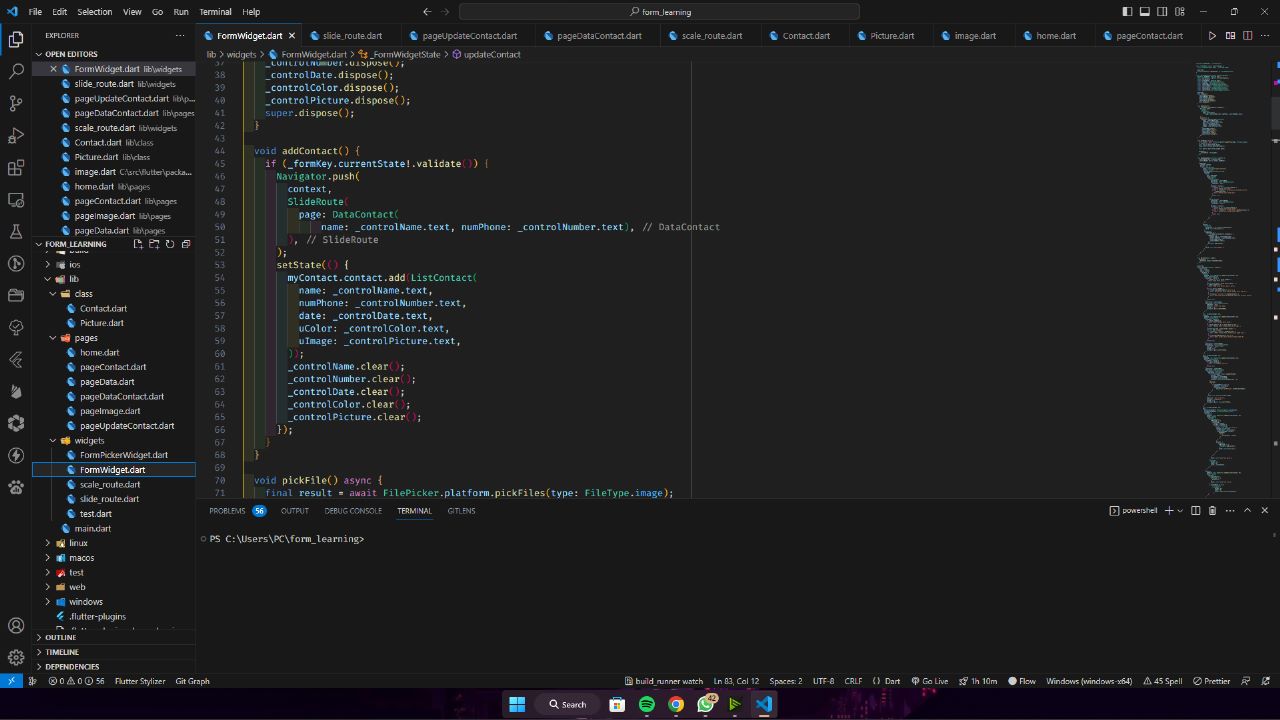 File Edit Selection View Go Run Terminal Help
form_learning
EXPLORER
OPEN EDITORS
FormWidget.dart lib\widgets
slide_route.dart lib\widgets
pageUpdateContact.dart lib\p...
pageDataContact.dart lib\pages
scale_route.dart lib\widgets
Contact.dart lib\class
Picture.dart lib\class
image.dart C:\src\flutter\packa...
home.dart lib\pages
pageContact.dart lib\pages
pageImage.dart lib\pages
pageData.dart lib\pages
FORM_LEARNING
build
ios
lib
class
Contact.dart
Picture.dart
pages
home.dart
pageContact.dart
pageData.dart
pageDataContact.dart
pageImage.dart
pageUpdateContact.dart
widgets
FormPickerWidget.dart
FormWidget.dart
scale_route.dart
slide_route.dart
test.dart
main.dart
linux
macos
test
web
windows
.flutter-plugins
OUTLINE
TIMELINE
DEPENDENCIES
FormWidget.dart slide_route.dart pageUpdateContact.dart pageDataContact.dart scale_route.dart Contact.dart Picture.dart image.dart home.dart pageContact.dart
lib > widgets > FormWidget.dart > _FormWidgetState > updateContact
37 _controlNumber.dispose();
38 _controlDate.dispose();
39 _controlColor.dispose();
40 _controlPicture.dispose();
41 super.dispose();
42 }
43
44 void addContact() {
45 if (_formKey.currentState!.validate()) {
46 Navigator.push(
47 context,
48 SlideRoute(
49 page: DataContact(
50 name: _controlName.text, numPhone: _controlNumber.text), // DataContact
51 ), // SlideRoute
52 );
53 setState(() {
54 myContact.contact.add(ListContact(
55 name: _controlName.text,
56 numPhone: _controlNumber.text,
57 date: _controlDate.text,
58 uColor: _controlColor.text,
59 uImage: _controlPicture.text,
60 ));
61 _controlName.clear();
62 _controlNumber.clear();
63 _controlDate.clear();
64 _controlColor.clear();
65 _controlPicture.clear();
66 });
67 }
68 }
69
70 void pickFile() async {
71 final result = await FilePicker.platform.pickFiles(type: FileType.image);
PROBLEMS 56 OUTPUT DEBUG CONSOLE TERMINAL GITLENS
powershell
PS C:\Users\PC\form_learning>
0 0 56 Flutter Stylizer Git Graph
build_runner watch Ln 83, Col 12 Spaces: 2 UTF-8 CRLF {} Dart Go Live 1h 10m Flow Windows (windows-x64) 45 Spell Prettier
Search
42